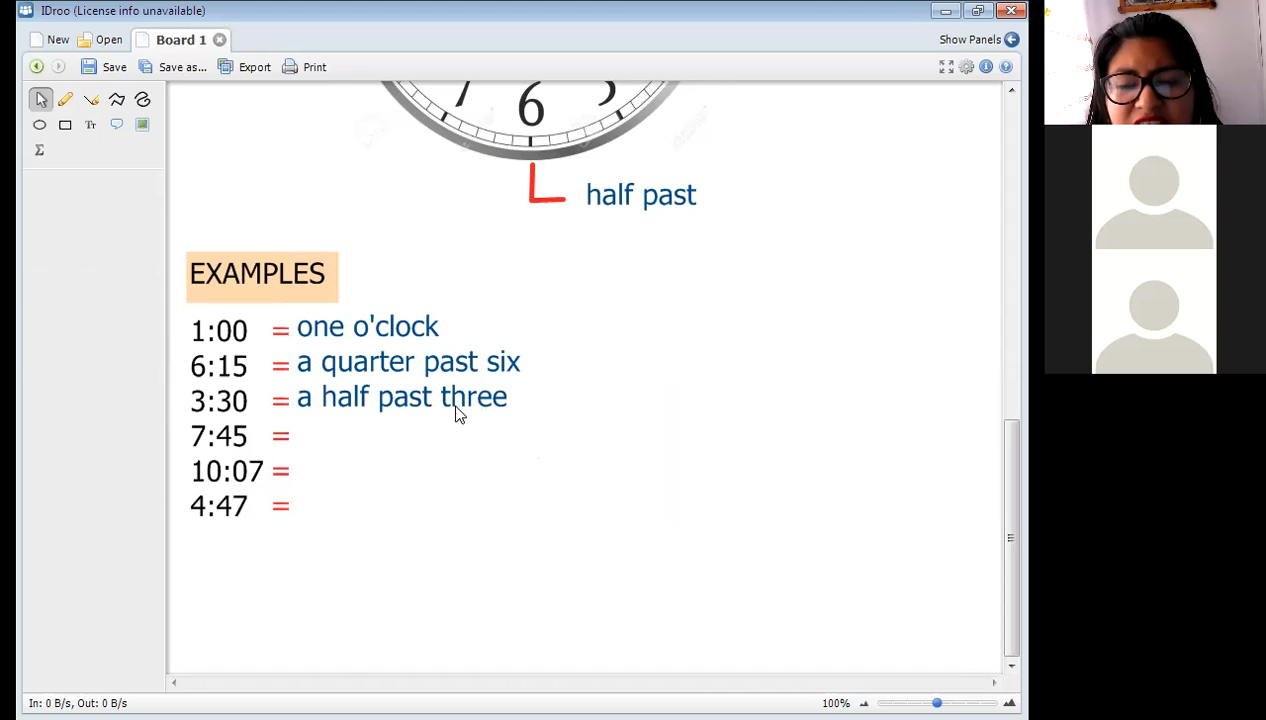 IDroo (License info unavailable)
New Open Board 1 Show Panels
Save Save as... Export Print
Tr
Σ
7 6 5
half past
EXAMPLES
1:00 = one o'clock
6:15 = a quarter past six
3:30 = a half past three
7:45 =
10:07 =
4:47 =
In: 0 B/s, Out: 0 B/s 100%